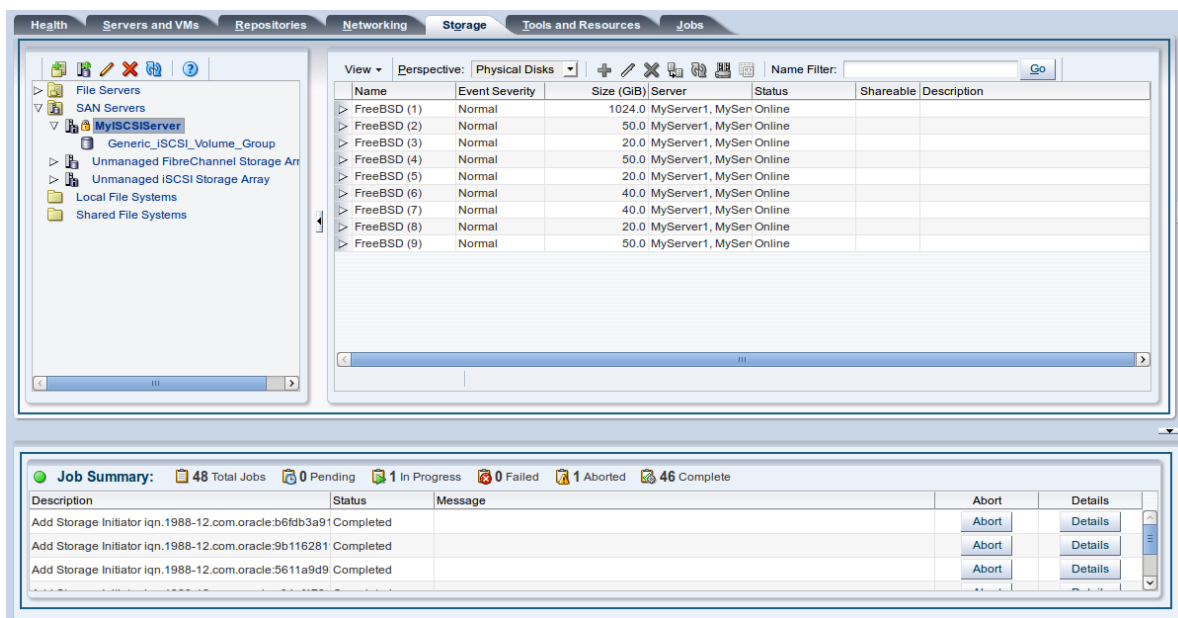 Health Servers and VMs Repositories Networking Storage Tools and Resources Jobs
File Servers
SAN Servers
MyISCSIServer
Generic_iSCSI_Volume_Group
Unmanaged FibreChannel Storage Arr
Unmanaged iSCSI Storage Array
Local File Systems
Shared File Systems
View Perspective: Physical Disks Name Filter: Go
Name Event Severity Size (GiB) Server Status Shareable Description
FreeBSD (1) Normal 1024.0 MyServer1, MySer Online
FreeBSD (2) Normal 50.0 MyServer1, MySer Online
FreeBSD (3) Normal 20.0 MyServer1, MySer Online
FreeBSD (4) Normal 50.0 MyServer1, MySer Online
FreeBSD (5) Normal 20.0 MyServer1, MySer Online
FreeBSD (6) Normal 40.0 MyServer1, MySer Online
FreeBSD (7) Normal 40.0 MyServer1, MySer Online
FreeBSD (8) Normal 20.0 MyServer1, MySer Online
FreeBSD (9) Normal 50.0 MyServer1, MySer Online
Job Summary: 48 Total Jobs 0 Pending 1 In Progress 0 Failed 1 Aborted 46 Complete
Description Status Message Abort Details
Add Storage Initiator iqn.1988-12.com.oracle:b6fdb3a91 Completed Abort Details
Add Storage Initiator iqn.1988-12.com.oracle:9b116281 Completed Abort Details
Add Storage Initiator iqn.1988-12.com.oracle:5611a9d9 Completed Abort Details